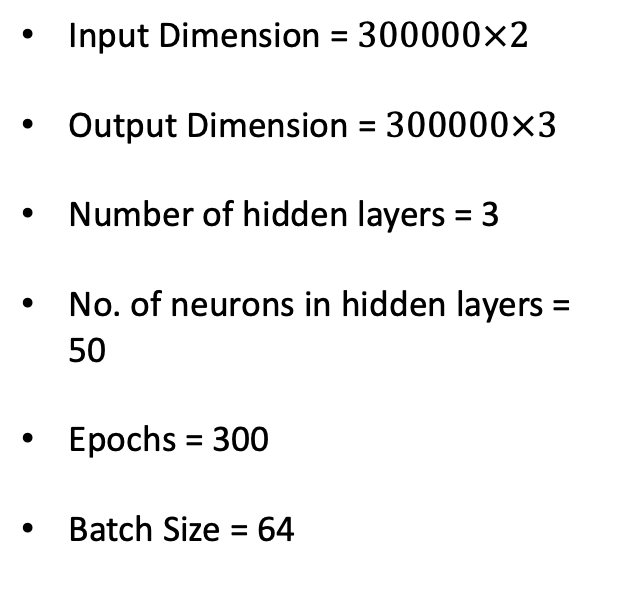 • Input Dimension = 300000×2
• Output Dimension = 300000×3
• Number of hidden layers = 3
• No. of neurons in hidden layers =
50
• Epochs = 300
• Batch Size = 64